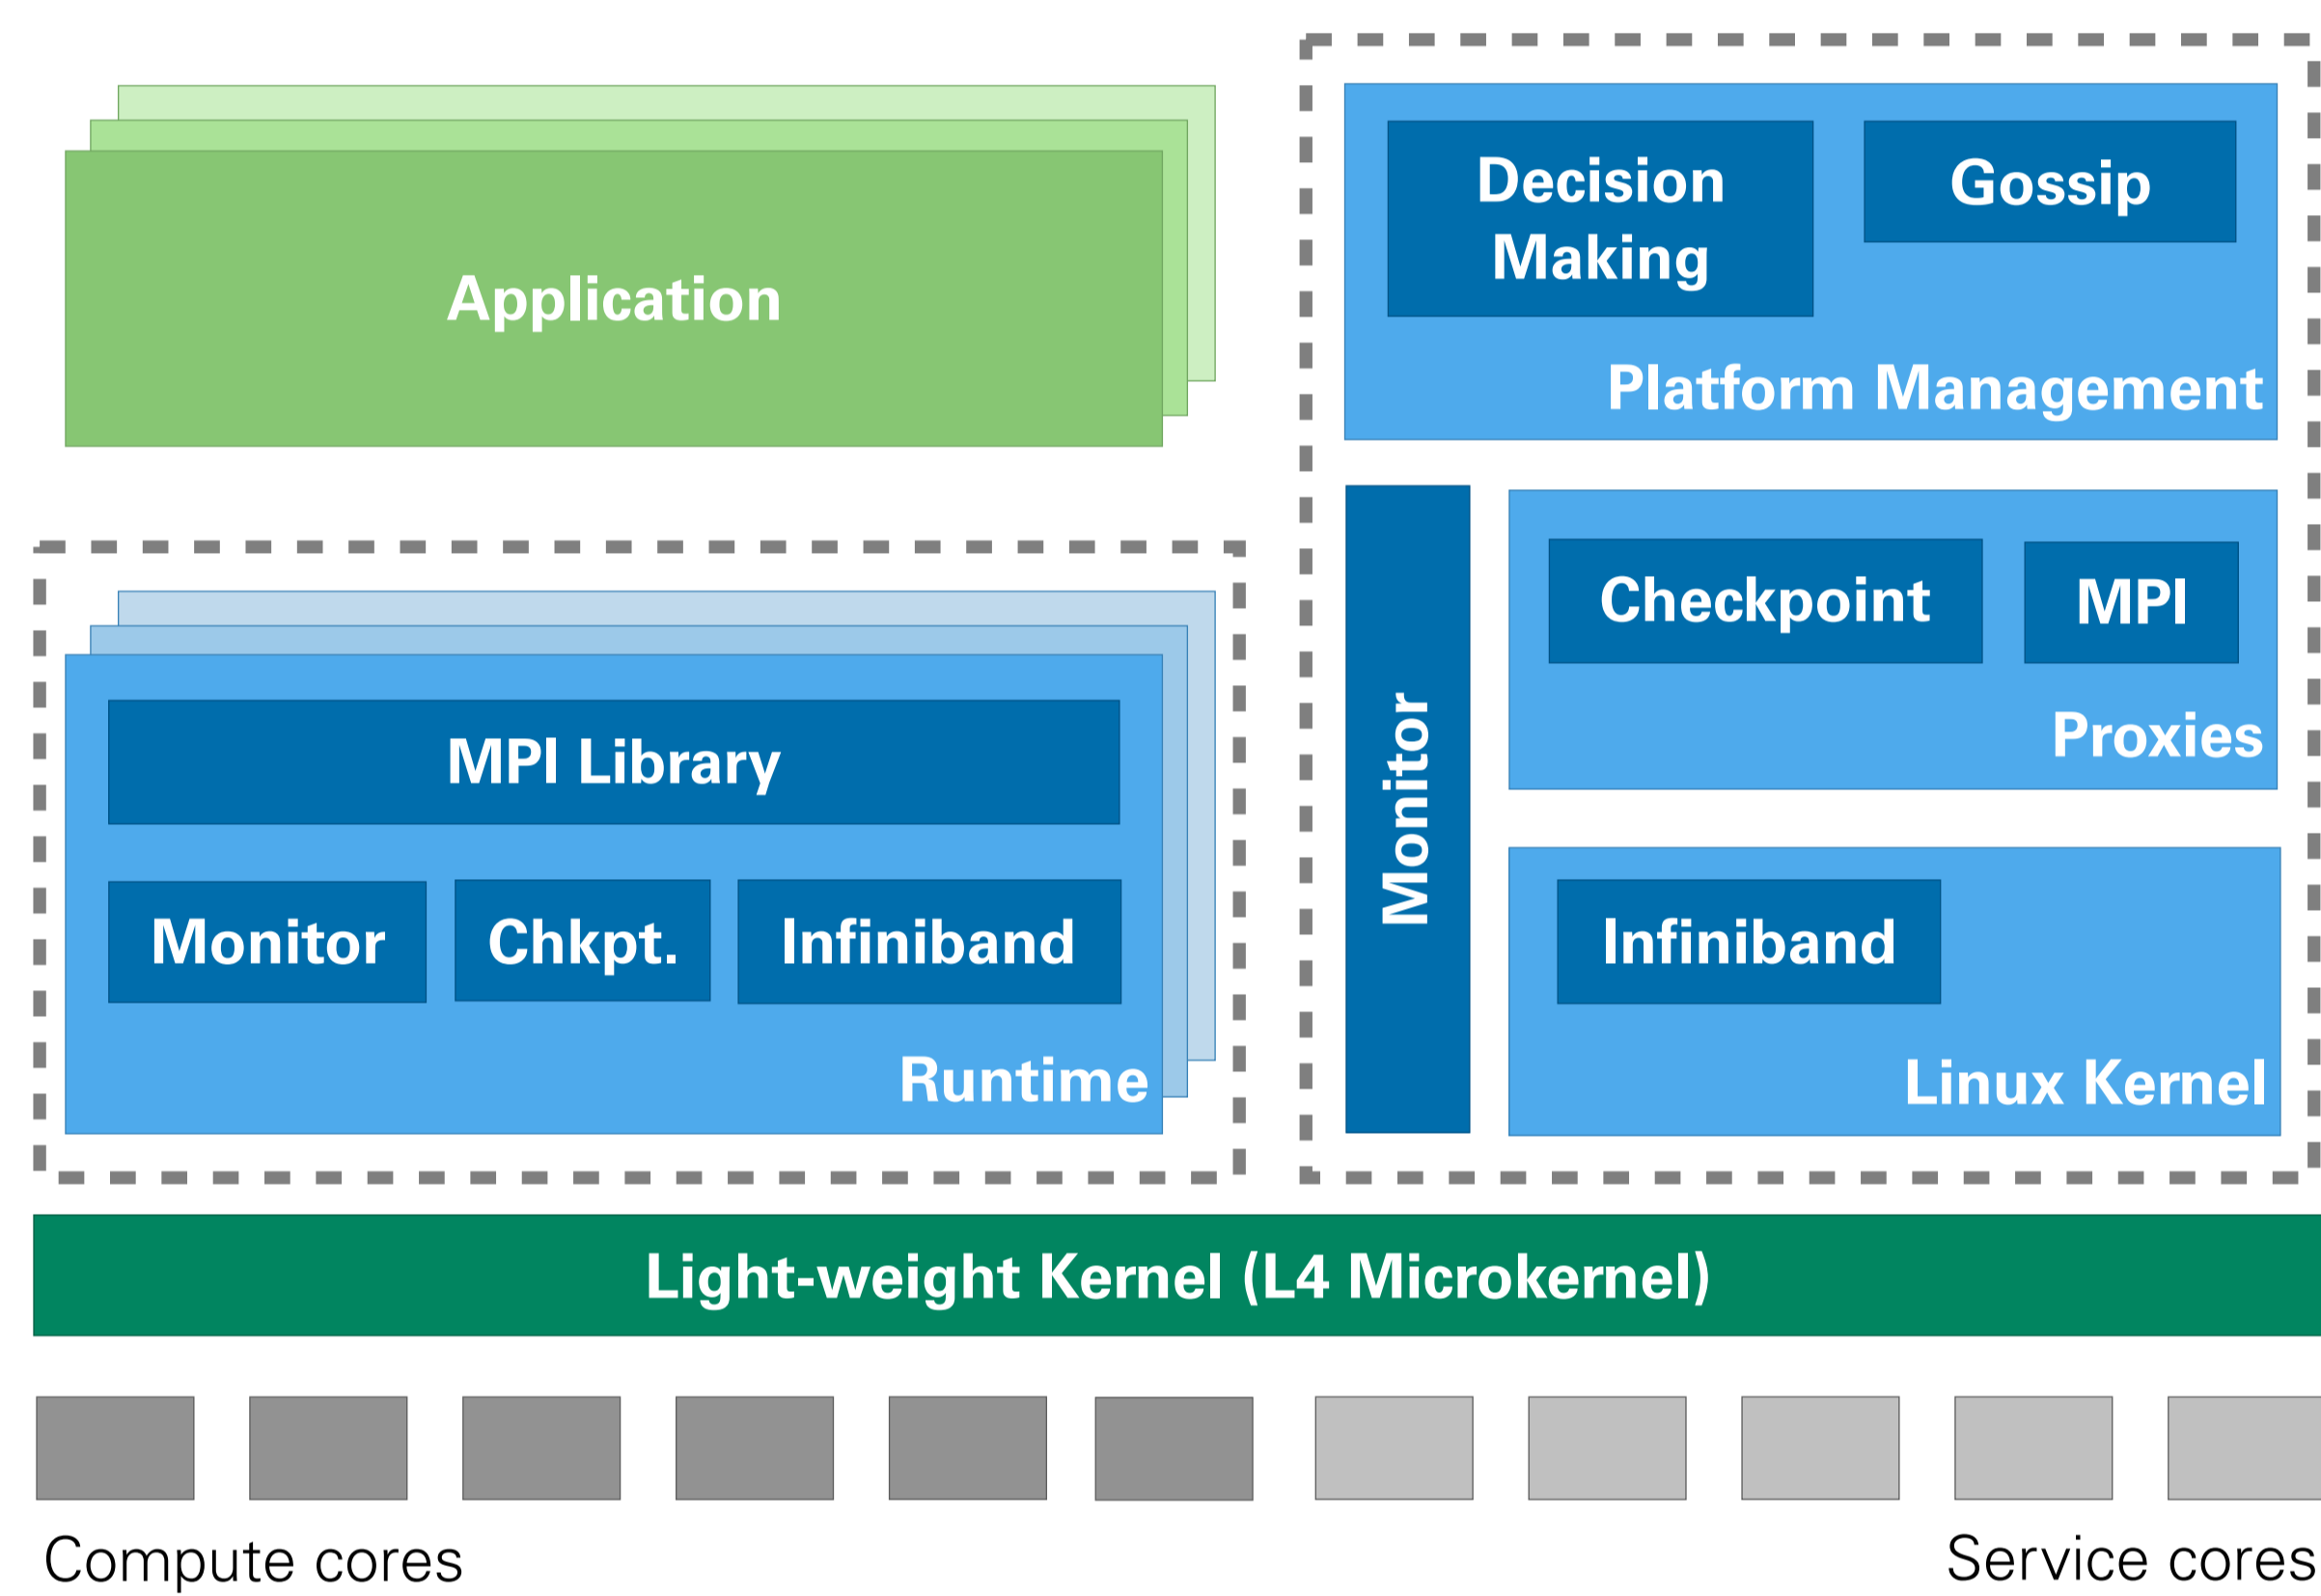 Application
Decision
Making
Gossip
Platform Management
MPI Library
Monitor
Chkpt.
Infiniband
Runtime
Monitor
Checkpoint
MPI
Proxies
Infiniband
Linux Kernel
Light-weight Kernel (L4 Microkernel)
Compute cores
Service cores